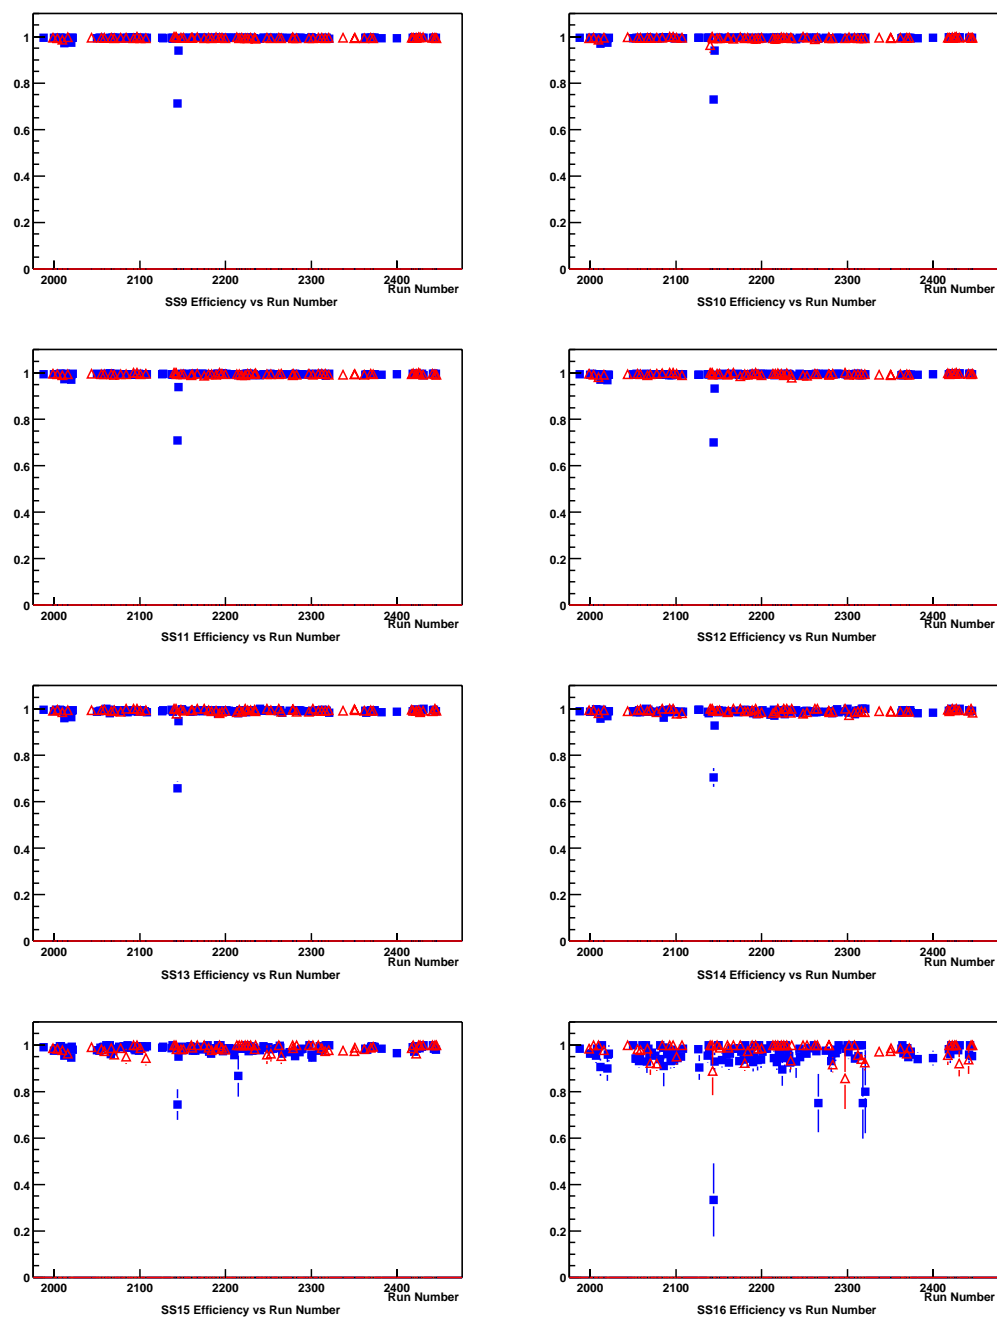 1
0.8
0.6
0.4
0.2
0
2000 2100 2200 2300 2400
Run Number
SS9 Efficiency vs Run Number
1
0.8
0.6
0.4
0.2
0
2000 2100 2200 2300 2400
Run Number
SS10 Efficiency vs Run Number
1
0.8
0.6
0.4
0.2
0
2000 2100 2200 2300 2400
Run Number
SS11 Efficiency vs Run Number
1
0.8
0.6
0.4
0.2
0
2000 2100 2200 2300 2400
Run Number
SS12 Efficiency vs Run Number
1
0.8
0.6
0.4
0.2
0
2000 2100 2200 2300 2400
Run Number
SS13 Efficiency vs Run Number
1
0.8
0.6
0.4
0.2
0
2000 2100 2200 2300 2400
Run Number
SS14 Efficiency vs Run Number
1
0.8
0.6
0.4
0.2
0
2000 2100 2200 2300 2400
Run Number
SS15 Efficiency vs Run Number
1
0.8
0.6
0.4
0.2
0
2000 2100 2200 2300 2400
Run Number
SS16 Efficiency vs Run Number